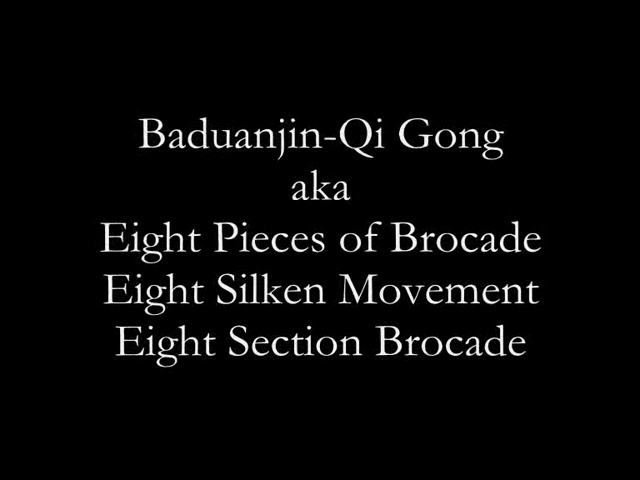 Baduanjin-Qi Gong
aka
Eight Pieces of Brocade
Eight Silken Movement
Eight Section Brocade